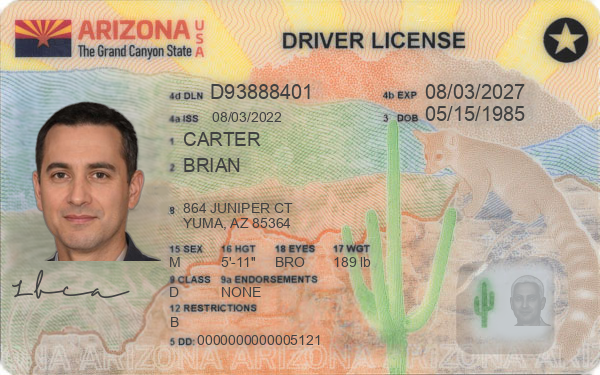 ARIZONA USA
The Grand Canyon State
DRIVER LICENSE
4d DLN D93888401
4b EXP 08/03/2027
4a ISS 08/03/2022
3 DOB 05/15/1985
1 CARTER
2 BRIAN
8 864 JUNIPER CT
YUMA, AZ 85364
15 SEX 16 HGT 18 EYES 17 WGT
M 5'-11" BRO 189 lb
9 CLASS 9a ENDORSEMENTS
D NONE
12 RESTRICTIONS
B
5 DD: 0000000000005121
ARIZONA ARIZONA ARIZONA ARIZONA